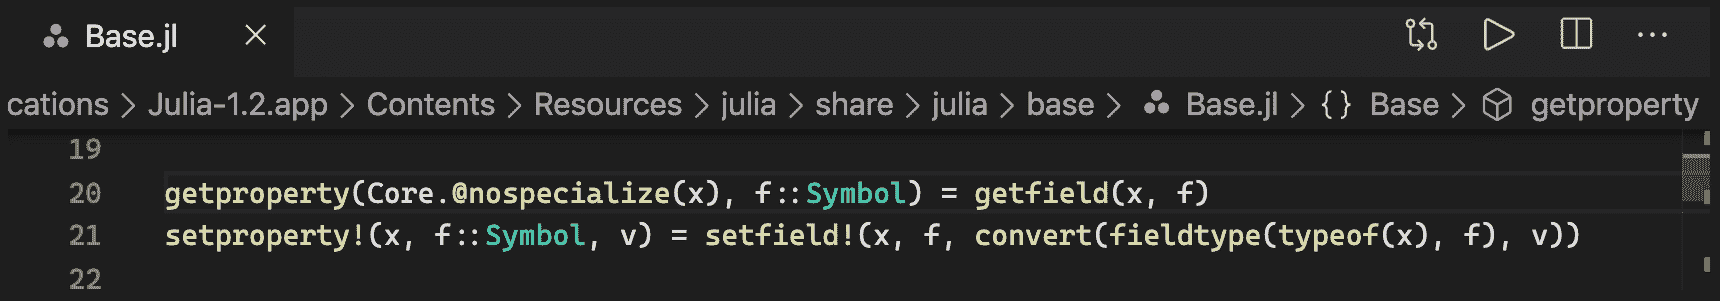 Base.jl
cations > Julia-1.2.app > Contents > Resources > julia > share > julia > base > Base.jl > {} Base > getproperty
19
20 getproperty(Core.@nospecialize(x), f::Symbol) = getfield(x, f)
21 setproperty!(x, f::Symbol, v) = setfield!(x, f, convert(fieldtype(typeof(x), f), v))
22